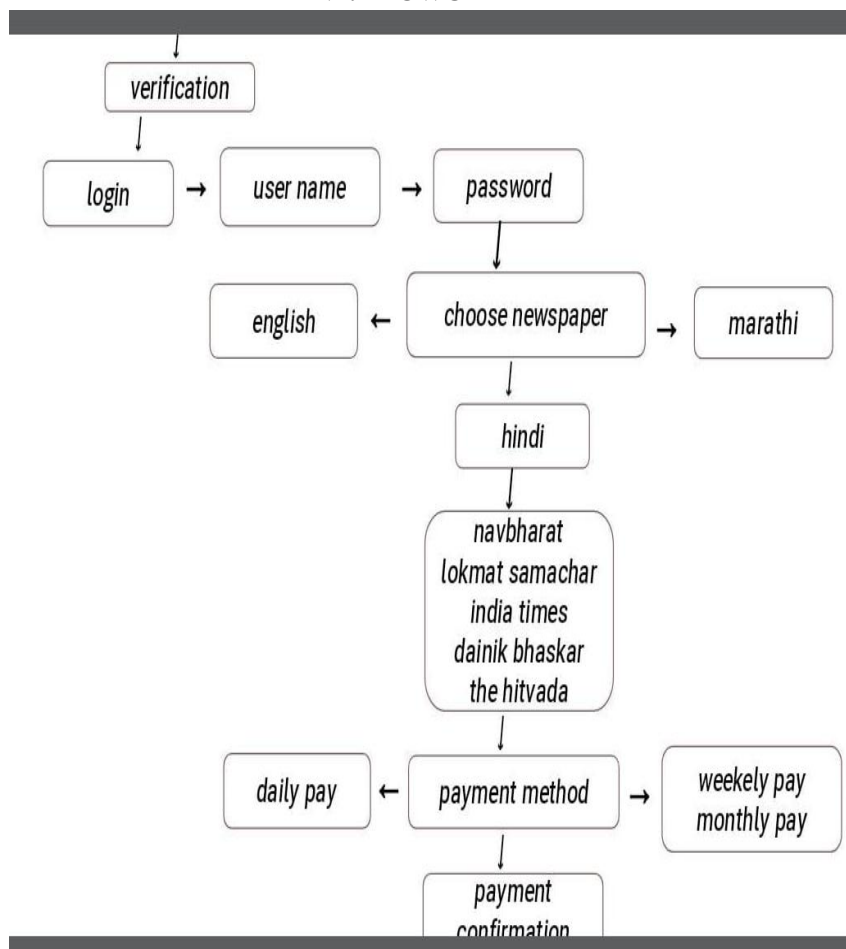 verification
login → user name → password
english ← choose newspaper → marathi
hindi
navbharat
lokmat samachar
india times
dainik bhaskar
the hitvada
daily pay ← payment method → weekely pay
monthly pay
payment
confirmation